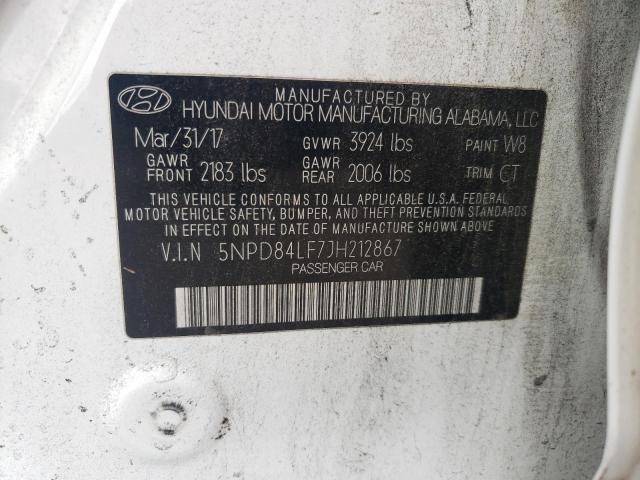 MANUFACTURED BY
HYUNDAI MOTOR MANUFACTURING ALABAMA, LLC
Mar/31/17 GVWR 3924 lbs PAINT W8
GAWR FRONT 2183 lbs GAWR REAR 2006 lbs TRIM CT
THIS VEHICLE CONFORMS TO ALL APPLICABLE U.S.A. FEDERAL
MOTOR VEHICLE SAFETY, BUMPER, AND THEFT PREVENTION STANDARDS
IN EFFECT ON THE DATE OF MANUFACTURE SHOWN ABOVE.
V.I.N 5NPD84LF7JH212867
PASSENGER CAR